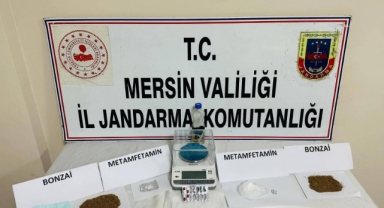 T.C.
MERSİN VALİLİĞİ
İL JANDARMA KOMUTANLIĞI
BONZAİ
METAMFETAMİN
METAMFETAMİN
BONZAİ